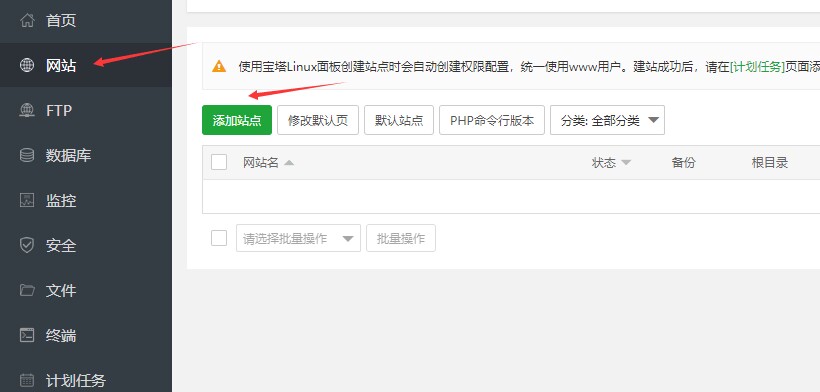 首页
网站
FTP
数据库
监控
安全
文件
终端
计划任务
使用宝塔Linux面板创建站点时会自动创建权限配置，统一使用www用户。建站成功后，请在[计划任务]页面添
添加站点 修改默认页 默认站点 PHP命令行版本 分类: 全部分类
网站名 状态 备份 根目录
请选择批量操作 批量操作